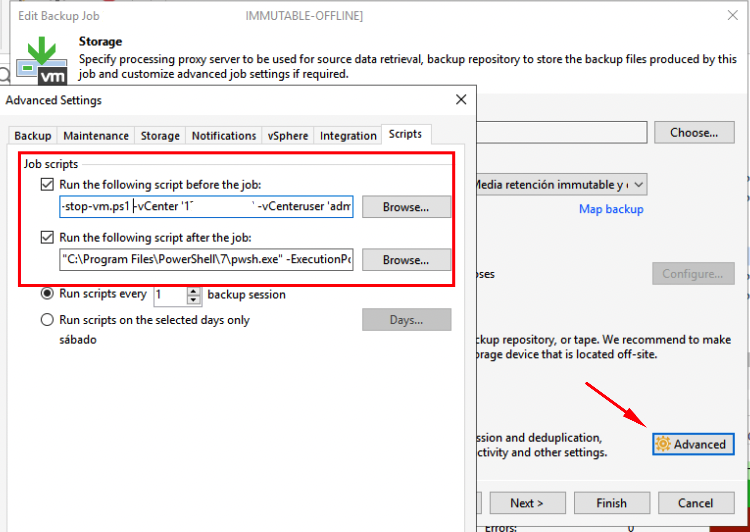 Edit Backup Job
IMMUTABLE-OFFLINE]
vm
Storage
Specify processing proxy server to be used for source data retrieval, backup repository to store the backup files produced by this
job and customize advanced job settings if required.
Advanced Settings
Backup Maintenance Storage Notifications vSphere Integration Scripts
Job scripts
Run the following script before the job:
-stop-vm.ps1 -vCenter '1 ' -vCenteruser 'adm
Browse...
Run the following script after the job:
"C:\Program Files\PowerShell\7\pwsh.exe" -ExecutionPo
Browse...
Run scripts every 1 backup session
Run scripts on the selected days only
Days...
sábado
Choose...
Media retención immutable y
Map backup
Configure...
ckup repository, or tape. We recommend to make
orage device that is located off-site.
ssion and deduplication,
ctivity and other settings.
Advanced
Next >
Finish
Cancel
Errors:
0